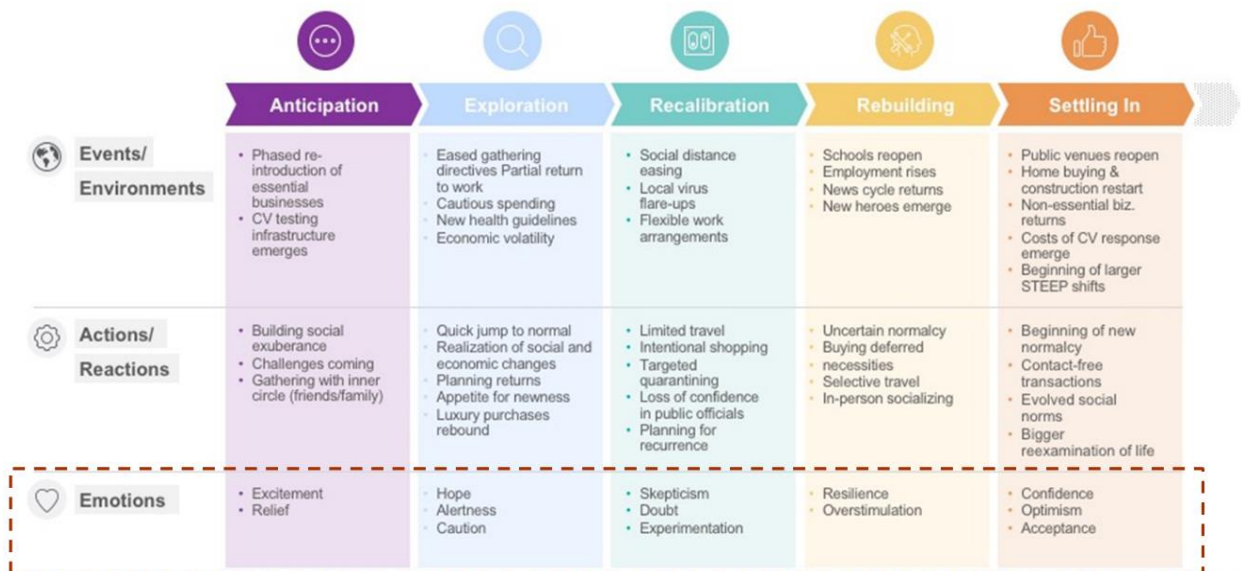 Anticipation
Exploration
Recalibration
Rebuilding
Settling In
Events/
Environments
• Phased re-
introduction of
essential
businesses
• CV testing
infrastructure
emerges
• Eased gathering
directives Partial return
to work
• Cautious spending
• New health guidelines
• Economic volatility
• Social distance
easing
• Local virus
flare-ups
• Flexible work
arrangements
• Schools reopen
• Employment rises
• News cycle returns
• New heroes emerge
• Public venues reopen
• Home buying &
construction restart
• Non-essential biz.
returns
• Costs of CV response
emerge
• Beginning of larger
STEEP shifts
Actions/
Reactions
• Building social
exuberance
• Challenges coming
• Gathering with inner
circle (friends/family)
• Quick jump to normal
• Realization of social and
economic changes
• Planning returns
• Appetite for newness
• Luxury purchases
rebound
• Limited travel
• Intentional shopping
• Targeted
quarantining
• Loss of confidence
in public officials
• Planning for
recurrence
• Uncertain normalcy
• Buying deferred
• necessities
• Selective travel
• In-person socializing
• Beginning of new
normalcy
• Contact-free
transactions
• Evolved social
norms
• Bigger
reexamination of life
Emotions
• Excitement
• Relief
• Hope
• Alertness
• Caution
• Skepticism
• Doubt
• Experimentation
• Resilience
• Overstimulation
• Confidence
• Optimism
• Acceptance